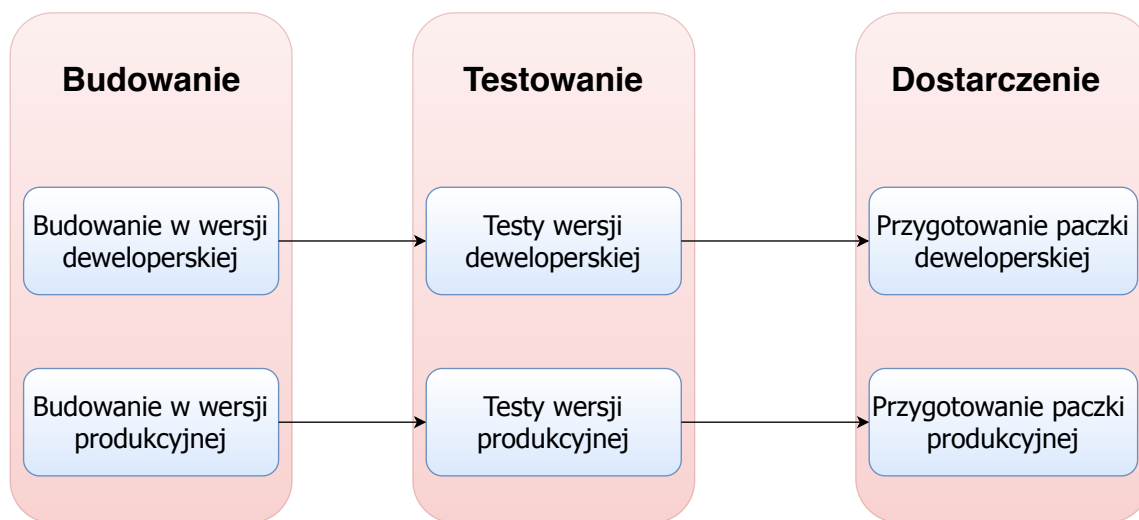 Budowanie
Testowanie
Dostarczenie
Budowanie w wersji
deweloperskiej
Testy wersji
deweloperskiej
Przygotowanie paczki
deweloperskiej
Budowanie w wersji
produkcyjnej
Testy wersji
produkcyjnej
Przygotowanie paczki
produkcyjnej